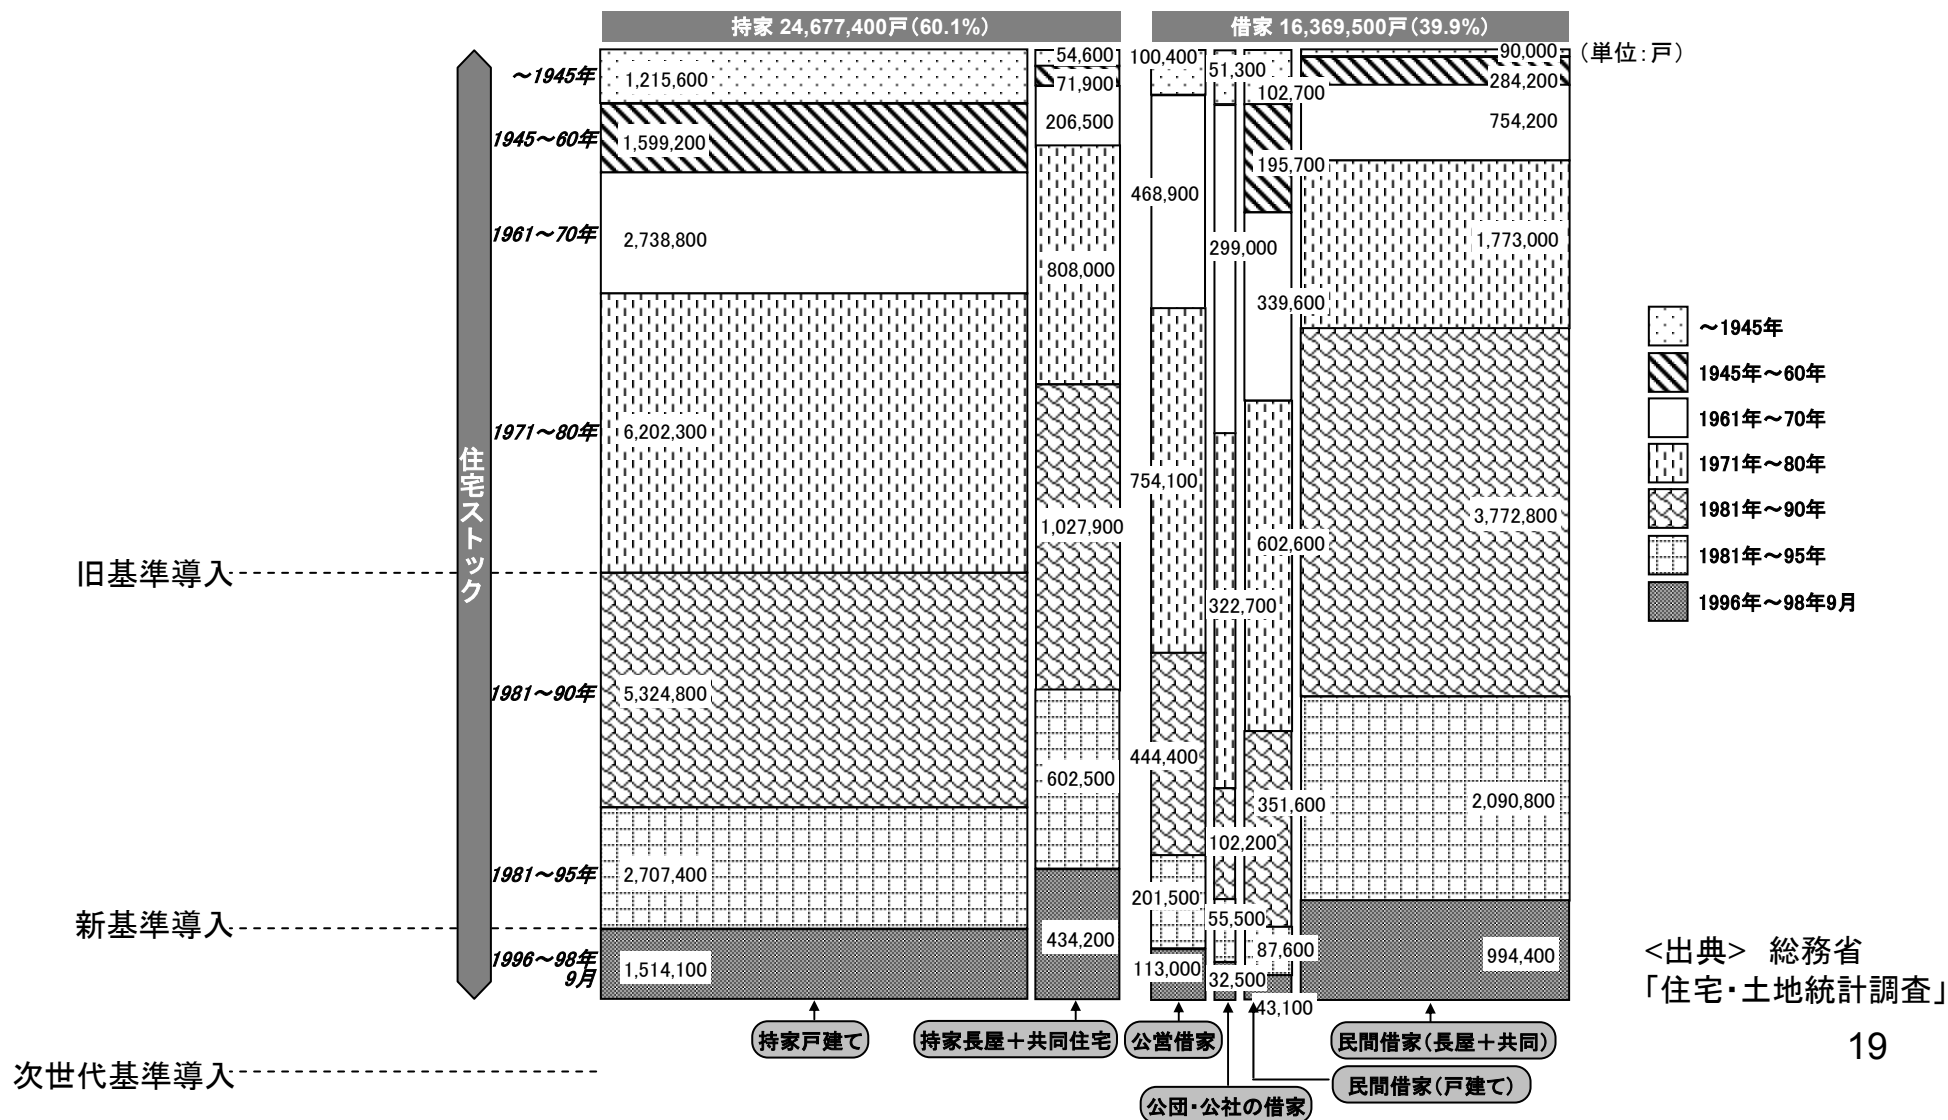 持家 24,677,400戸(60.1%)
借家 16,369,500戸(39.9%)
(単位:戸)
住宅ストック
~1945年
1945~60年
1961~70年
1971~80年
1981~90年
1981~95年
1996~98年
9月
旧基準導入
新基準導入
次世代基準導入
1,215,600
1,599,200
2,738,800
6,202,300
5,324,800
2,707,400
1,514,100
54,600
71,900
206,500
808,000
1,027,900
602,500
434,200
100,400
468,900
754,100
444,400
201,500
113,000
51,300
299,000
322,700
102,200
55,500
32,500
102,700
195,700
339,600
602,600
351,600
87,600
43,100
90,000
284,200
754,200
1,773,000
3,772,800
2,090,800
994,400
持家戸建て
持家長屋+共同住宅
公営借家
公団・公社の借家
民間借家(戸建て)
民間借家(長屋+共同)
~1945年
1945年~60年
1961年~70年
1971年~80年
1981年~90年
1981年~95年
1996年~98年9月
<出典> 総務省
「住宅・土地統計調査」
19